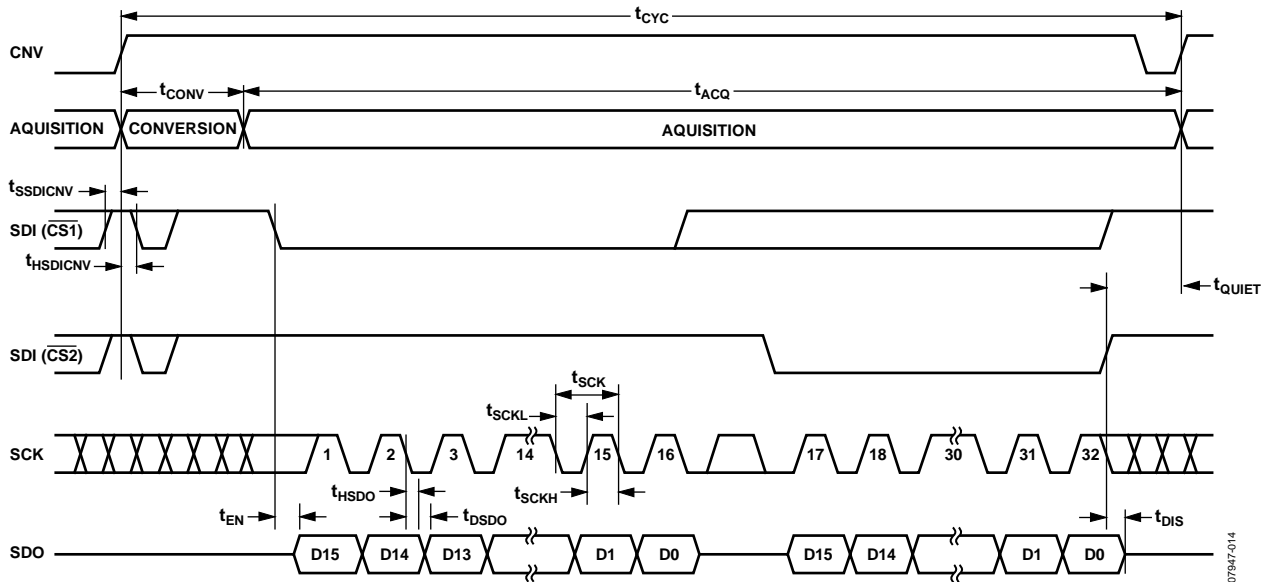 tCYC
CNV
tCONV
tACQ
AQUISITION
CONVERSION
AQUISITION
tSSDICNV
SDI (CS1)
tHSDICNV
tQUIET
SDI (CS2)
tSCK
tSCKL
SCK
1 2 3 14 15 16 17 18 30 31 32
tHSDO
tSCKH
tEN
tDSDO
tDIS
SDO
D15 D14 D13 D1 D0 D15 D14 D1 D0
07947-014